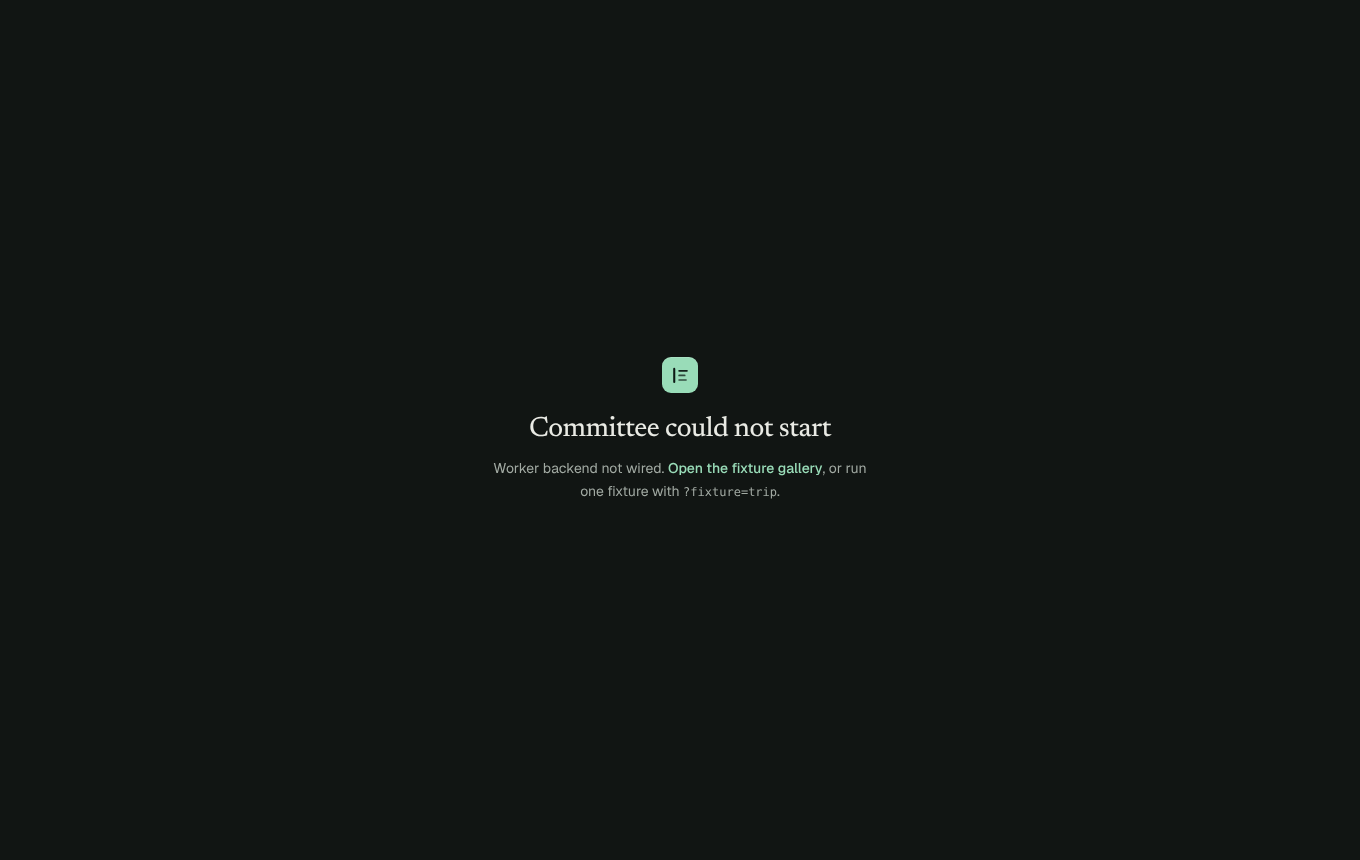 Committee could not start
Worker backend not wired. Open the fixture gallery, or run
one fixture with ?fixture=trip.